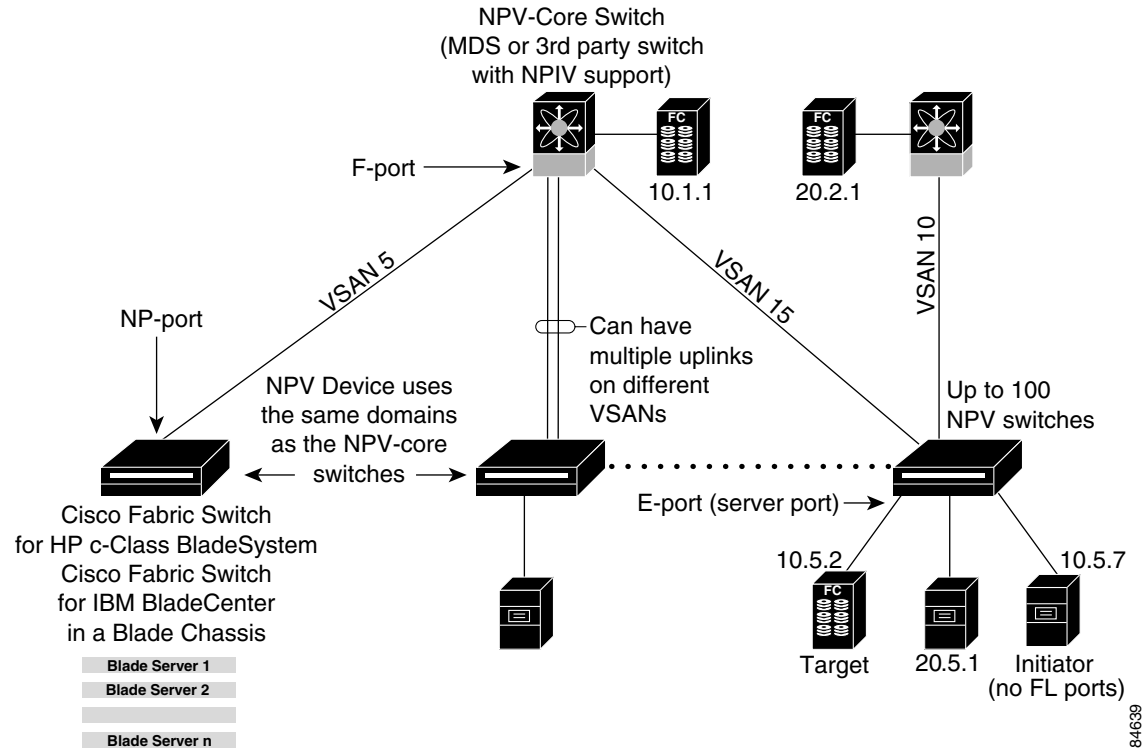 NPV-Core Switch
(MDS or 3rd party switch
with NPIV support)
FC
FC
F-port
10.1.1
20.2.1
VSAN 5
VSAN 15
VSAN 10
NP-port
Can have
multiple uplinks
on different
VSANs
NPV Device uses
the same domains
as the NPV-core
switches
Up to 100
NPV switches
E-port (server port)
Cisco Fabric Switch
for HP c-Class BladeSystem
Cisco Fabric Switch
for IBM BladeCenter
in a Blade Chassis
10.5.2
10.5.7
FC
Target
20.5.1
Initiator
(no FL ports)
Blade Server 1
Blade Server 2
Blade Server n
84639